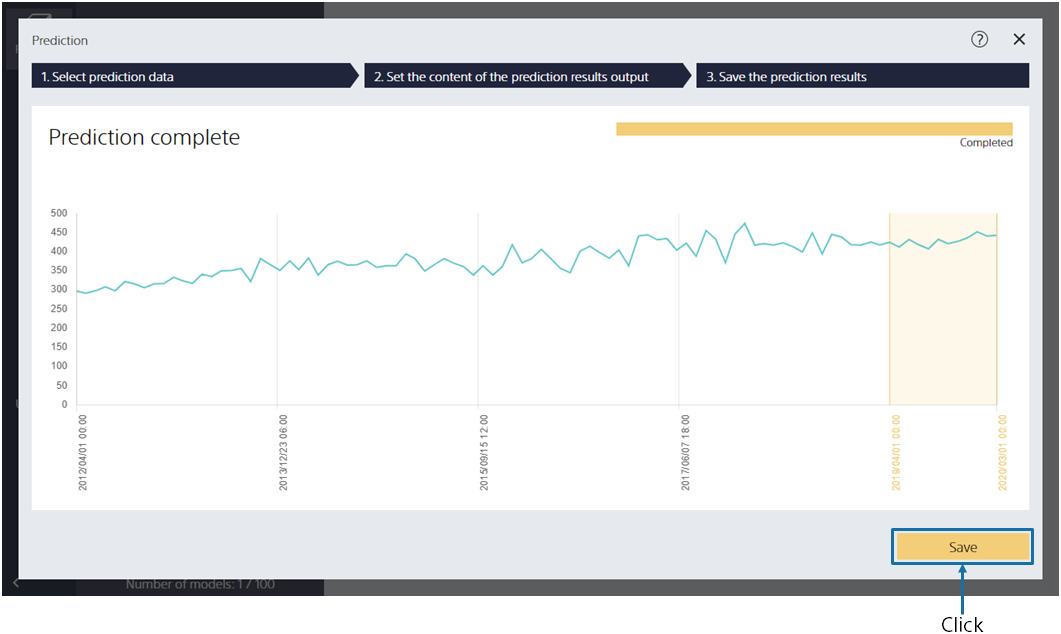 Prediction
?
1. Select prediction data
2. Set the content of the prediction results output
3. Save the prediction results
Prediction complete
Completed
500
450
400
350
300
250
200
150
100
50
0
2012/04/01 00:00
2013/12/23 06:00
2015/09/15 12:00
2017/06/07 18:00
2019/04/01 00:00
2020/03/01 00:00
Save
Number of models: 1 / 100
Click